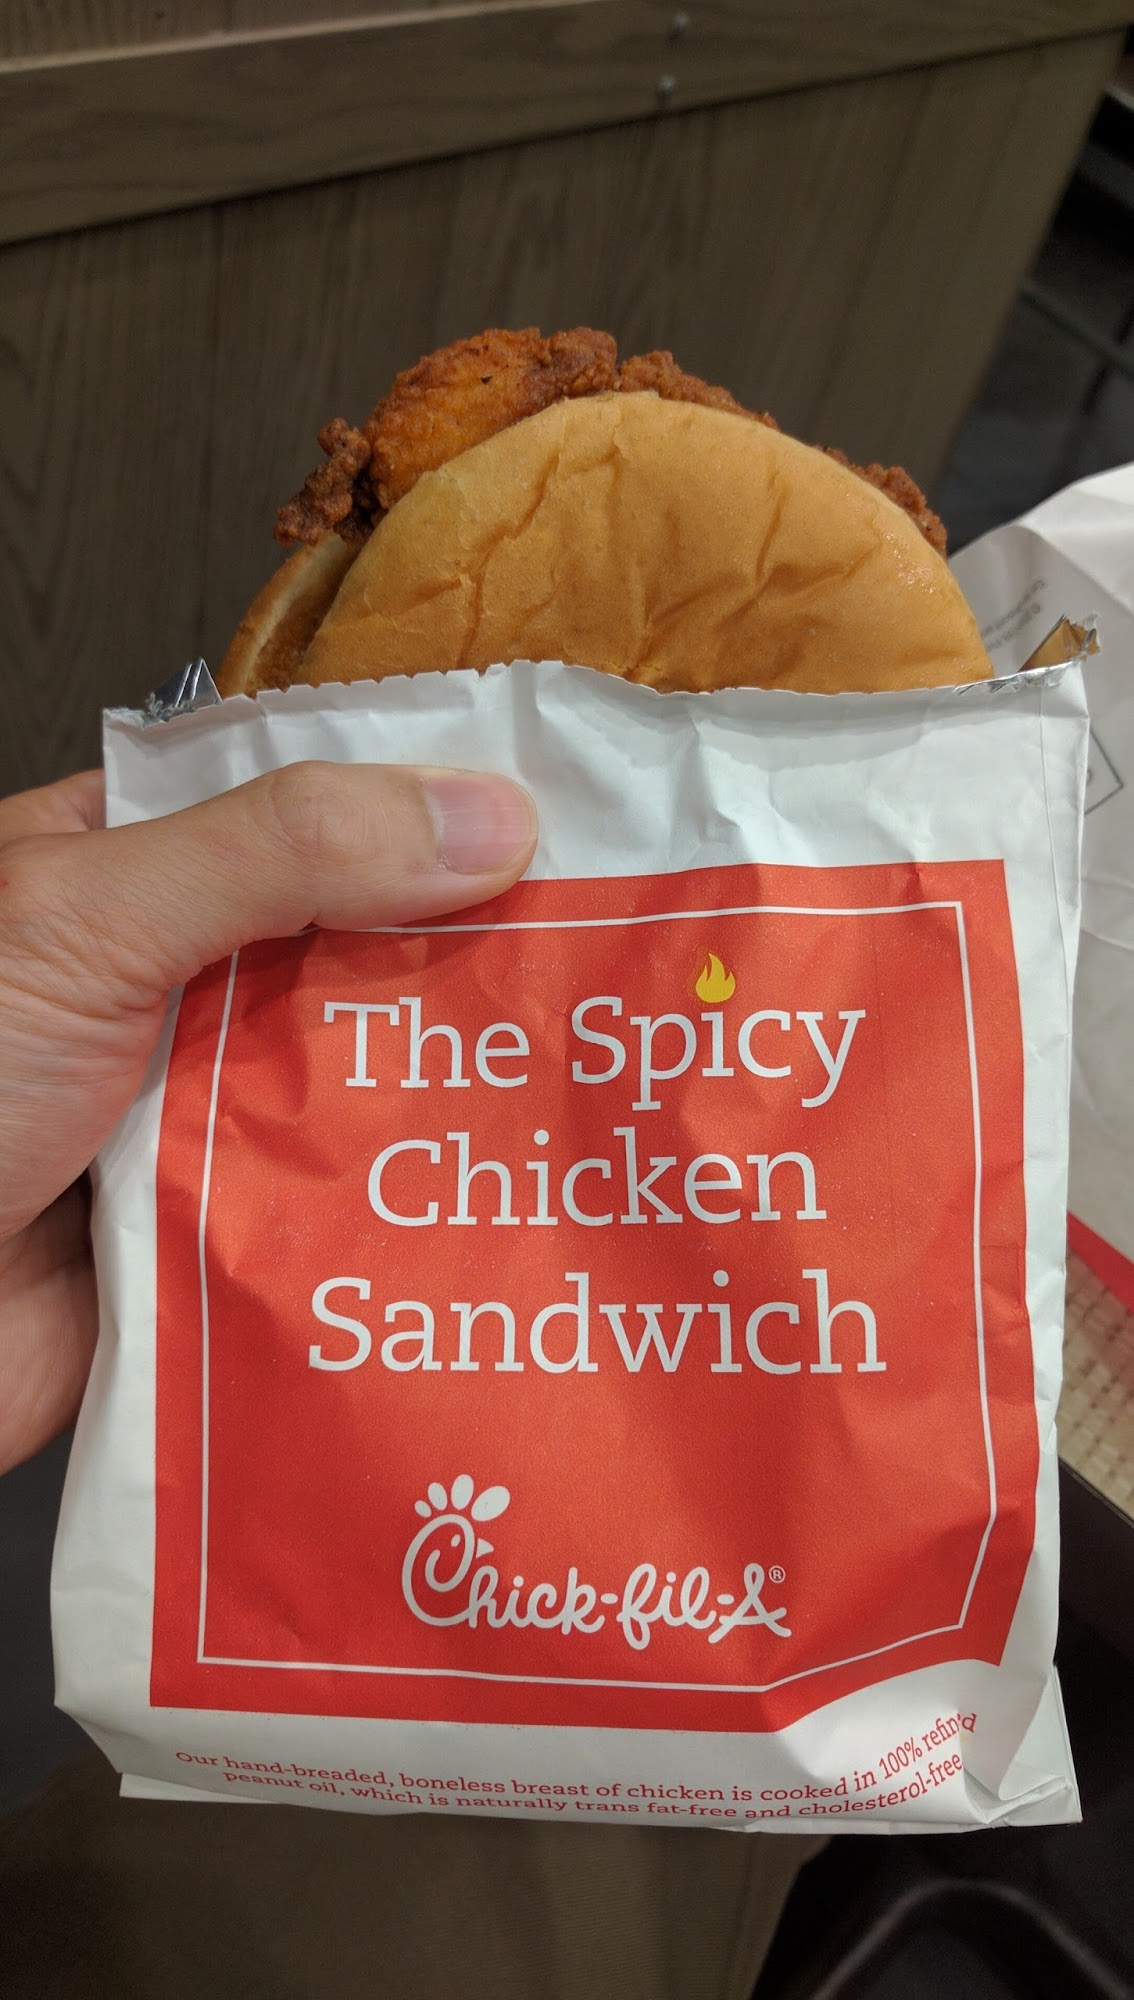 The Spicy
Chicken
Sandwich
Chick-fil-A®
Our hand-breaded, boneless breast of chicken is cooked in 100% refined
peanut oil, which is naturally trans fat-free and cholesterol-free